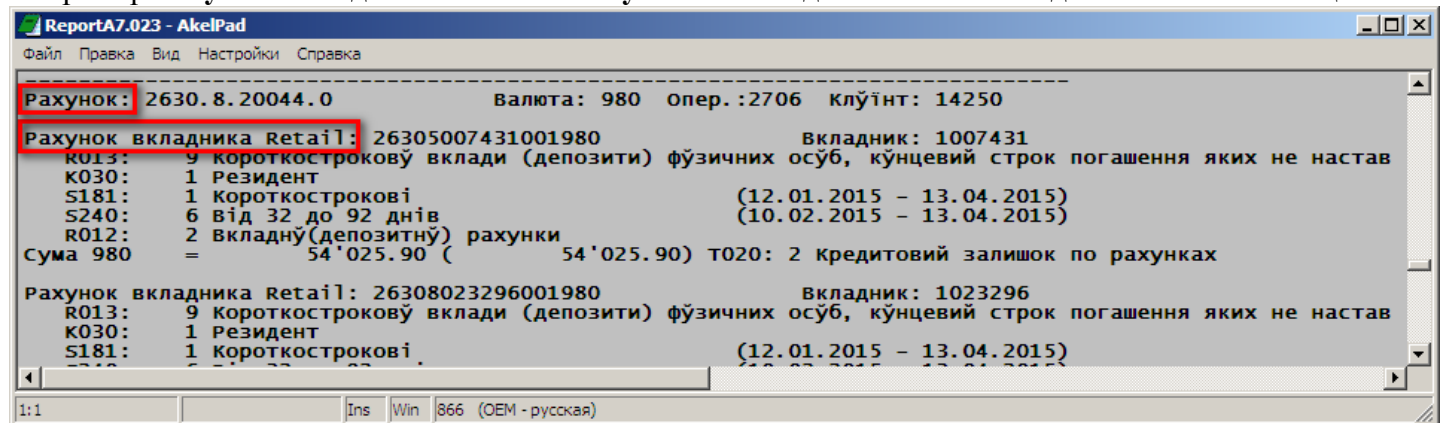 ReportA7.023 - AkelPad
Файл Правка Вид Настройки Справка
--------------------------------------------------------------------------
Рахунок: 2630.8.20044.0 Валюта: 980 Опер.:2706 Клўїнт: 14250
Рахунок вкладника Retail: 26305007431001980 Вкладник: 1007431
R013: 9 Короткостроковў вклади (депозити) фўзичних осўб, кўнцевий строк погашення яких не настав
K030: 1 Резидент
S181: 1 Короткострокові (12.01.2015 - 13.04.2015)
S240: 6 Від 32 до 92 днів (10.02.2015 - 13.04.2015)
R012: 2 Вкладнў(депозитнў) рахунки
Сума 980 = 54'025.90 ( 54'025.90) T020: 2 Кредитовий залишок по рахунках
Рахунок вкладника Retail: 26308023296001980 Вкладник: 1023296
R013: 9 Короткостроковў вклади (депозити) фўзичних осўб, кўнцевий строк погашення яких не настав
K030: 1 Резидент
S181: 1 Короткострокові (12.01.2015 - 13.04.2015)
1:1 Ins Win 866 (OEM - русская)